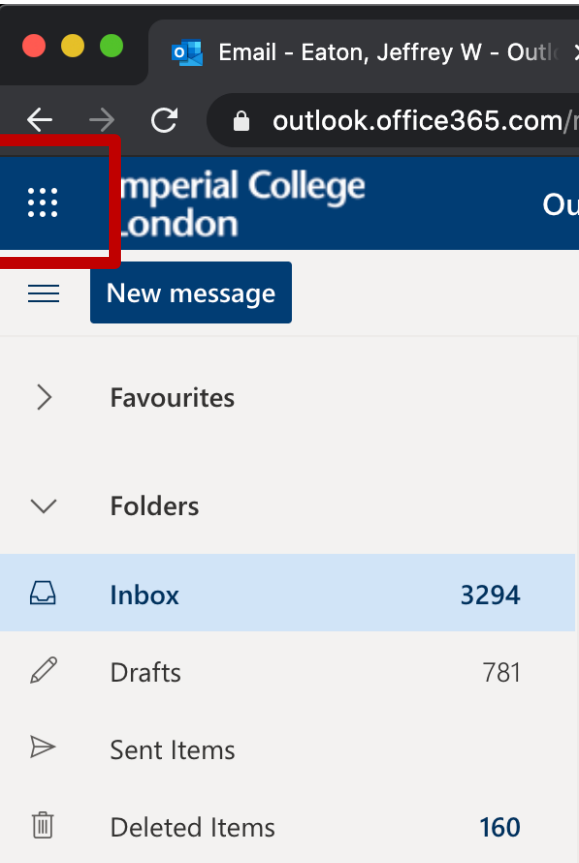 Email - Eaton, Jeffrey W - Outl
outlook.office365.com/
mperial College
London
Ou
New message
Favourites
Folders
Inbox 3294
Drafts 781
Sent Items
Deleted Items 160